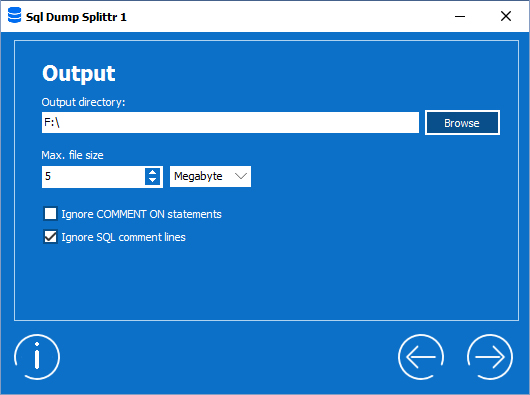 Sql Dump Splittr 1
Output
Output directory:
F:\
Browse
Max. file size
5
Megabyte
Ignore COMMENT ON statements
Ignore SQL comment lines